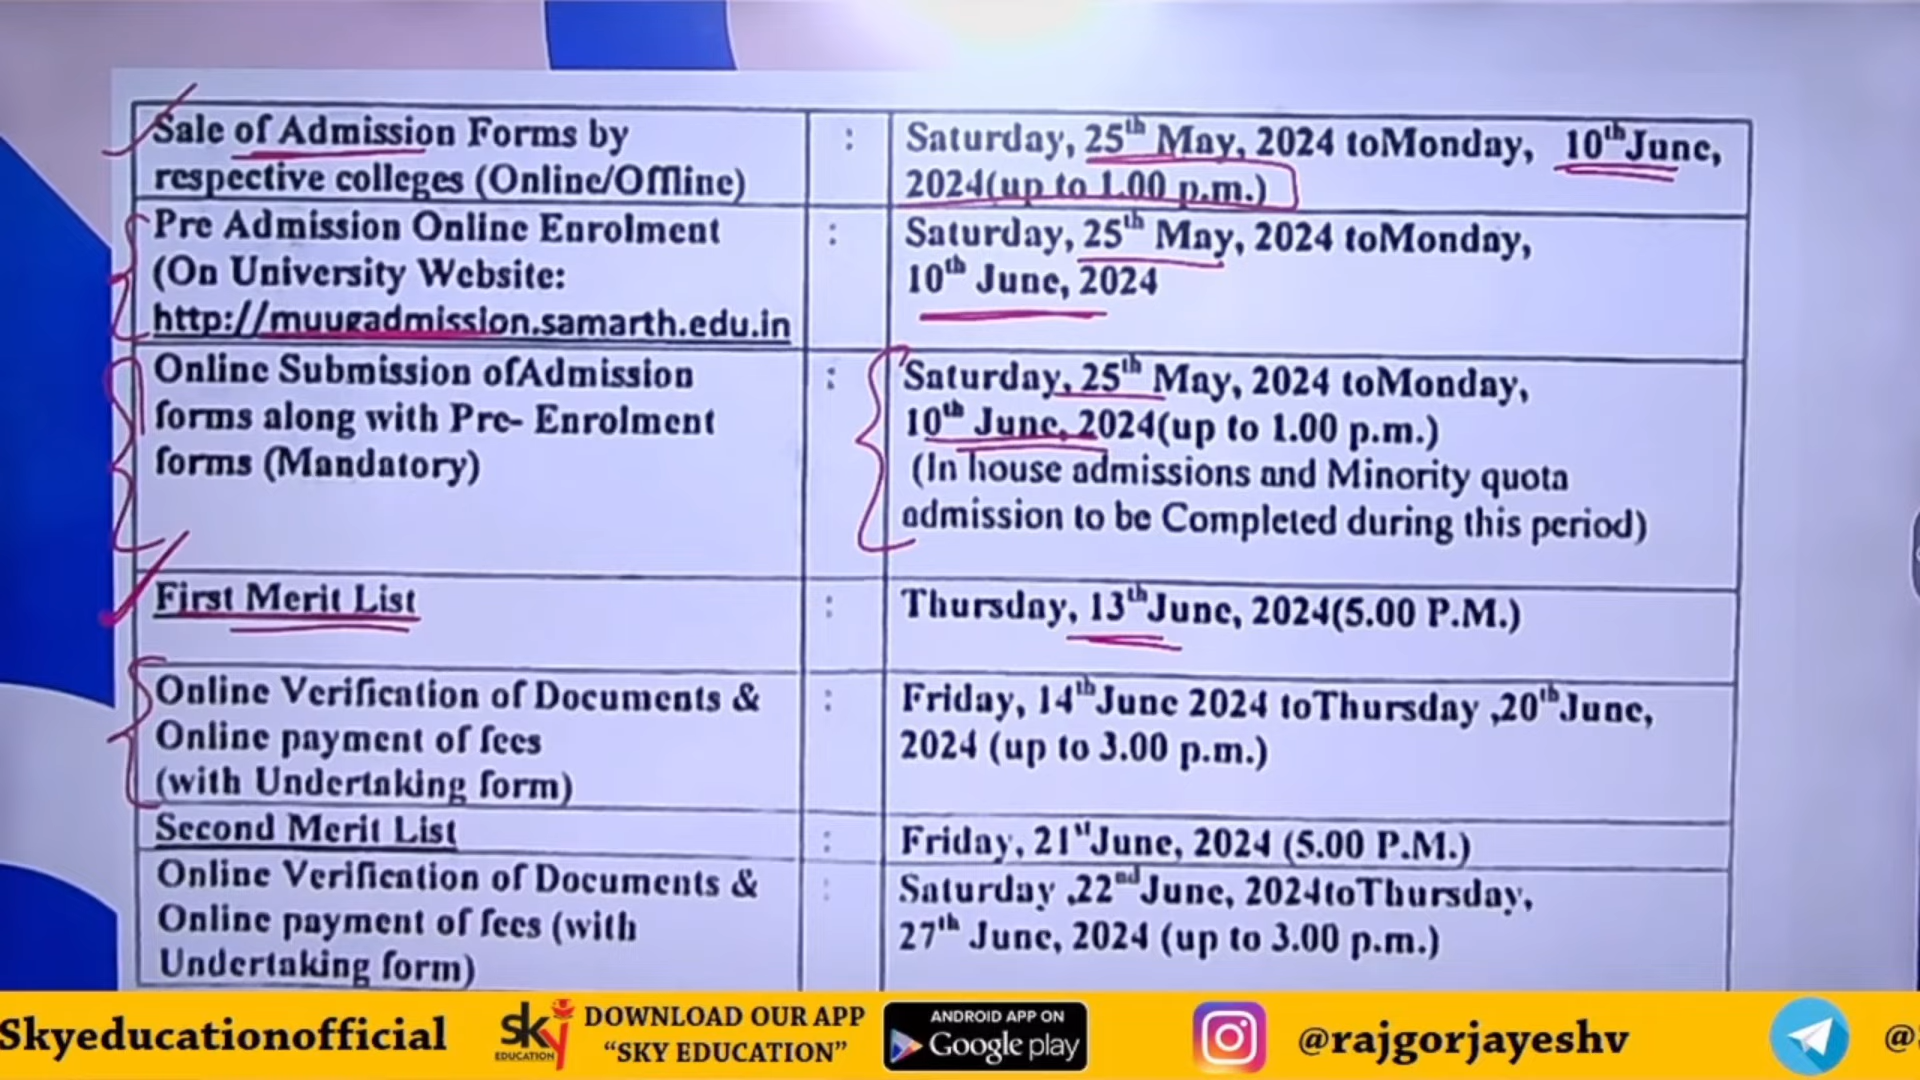 Sale of Admission Forms by
respective colleges (Online/Offline)
:
Saturday, 25th May, 2024 toMonday, 10thJune,
2024(up to 1.00 p.m.)
Pre Admission Online Enrolment
(On University Website:
http://muugadmission.samarth.edu.in
:
Saturday, 25th May, 2024 toMonday,
10th June, 2024
Online Submission ofAdmission
forms along with Pre- Enrolment
forms (Mandatory)
:
Saturday, 25th May, 2024 toMonday,
10th June, 2024(up to 1.00 p.m.)
(In house admissions and Minority quota
admission to be Completed during this period)
First Merit List
:
Thursday, 13thJune, 2024(5.00 P.M.)
Online Verification of Documents &
Online payment of fees
(with Undertaking form)
:
Friday, 14thJune 2024 toThursday ,20thJune,
2024 (up to 3.00 p.m.)
Second Merit List
:
Friday, 21stJune, 2024 (5.00 P.M.)
Online Verification of Documents &
Online payment of fees (with
Undertaking form)
:
Saturday ,22ndJune, 2024toThursday,
27th June, 2024 (up to 3.00 p.m.)
Skyeducationofficial
sky
EDUCATION
DOWNLOAD OUR APP
“SKY EDUCATION”
ANDROID APP ON
Google play
@rajgorjayeshv
@